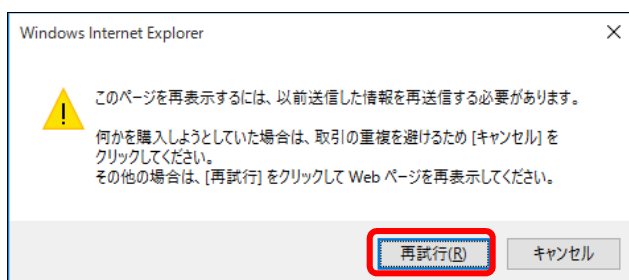 Windows Internet Explorer
このページを再表示するには、以前送信した情報を再送信する必要があります。
何かを購入しようとしていた場合は、取引の重複を避けるため [キャンセル] を
クリックしてください。
その他の場合は、[再試行] をクリックして Web ページを再表示してください。
再試行(R)
キャンセル